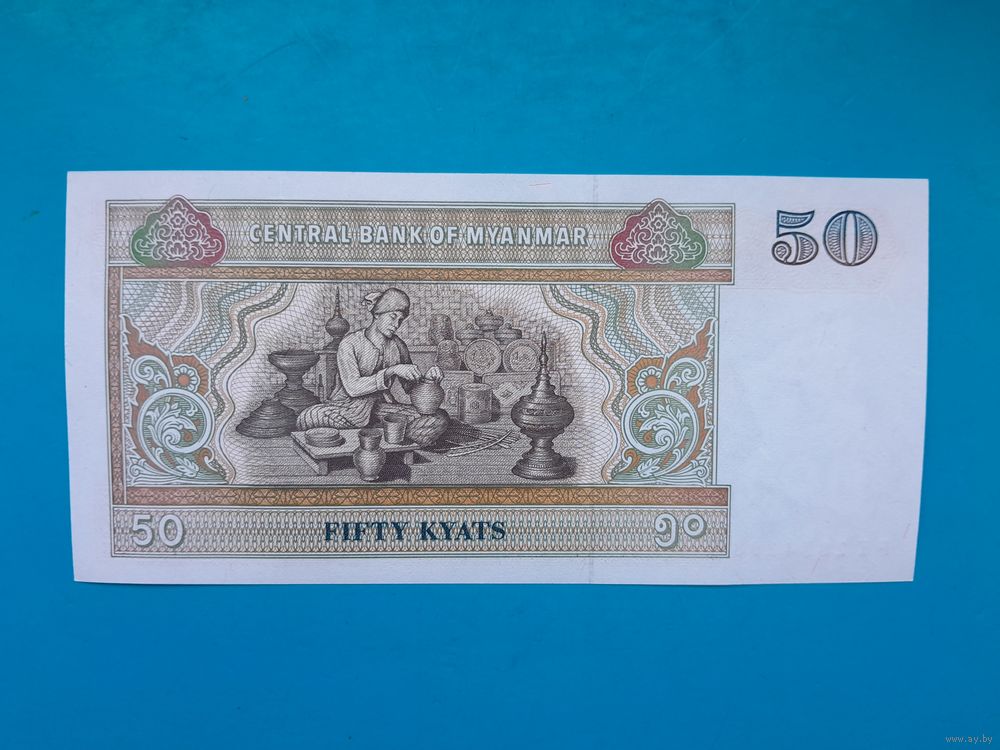 CENTRAL BANK OF MYANMAR
50
50
FIFTY KYATS
၅၀
www.ay.by